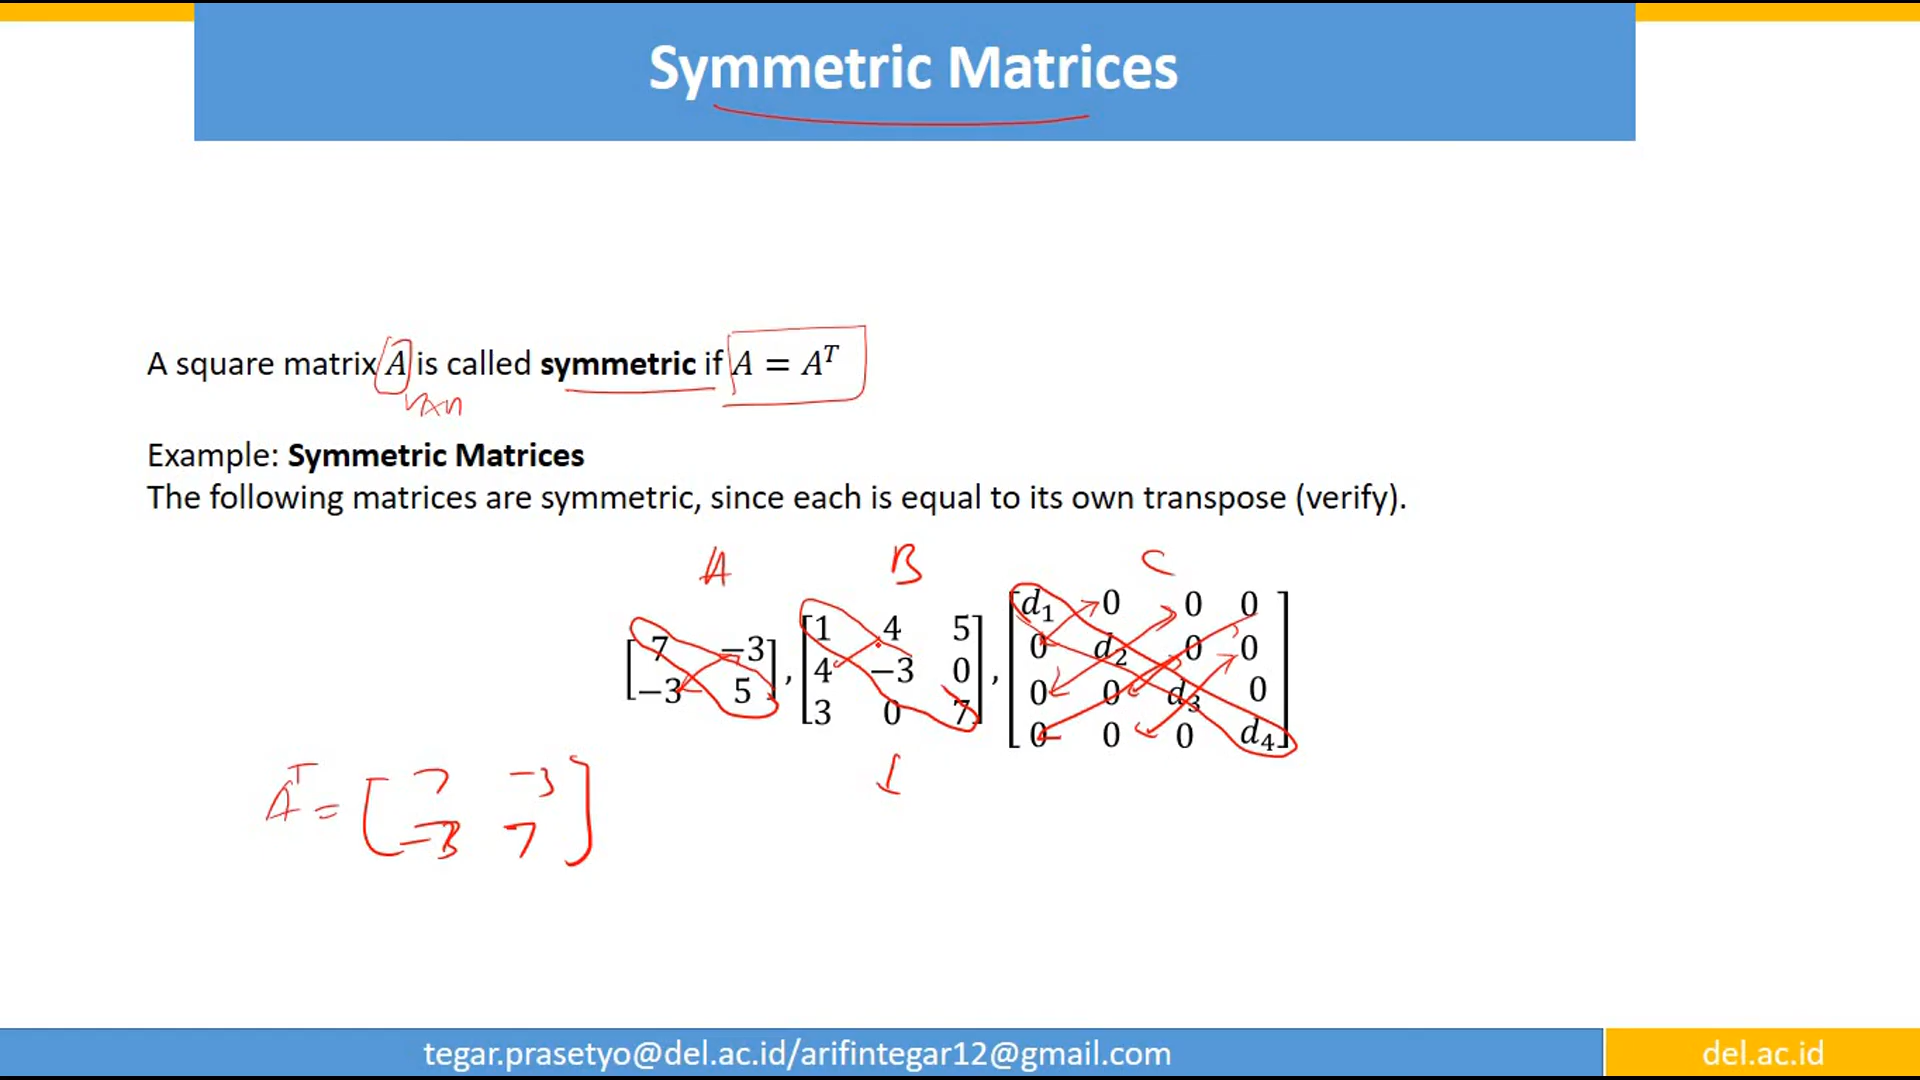 Symmetric Matrices
A square matrix A is called symmetric if A = Aᵀ
n×n
Example: Symmetric Matrices
The following matrices are symmetric, since each is equal to its own transpose (verify).
A B C
[7 −3; −3 5], [1 4 5; 4 −3 0; 3 0 7], [d₁ 0 0 0; 0 d₂ 0 0; 0 0 d₃ 0; 0 0 0 d₄]
I
Aᵀ = [7 −3; −3 7]
tegar.prasetyo@del.ac.id/arifintegar12@gmail.com
del.ac.id